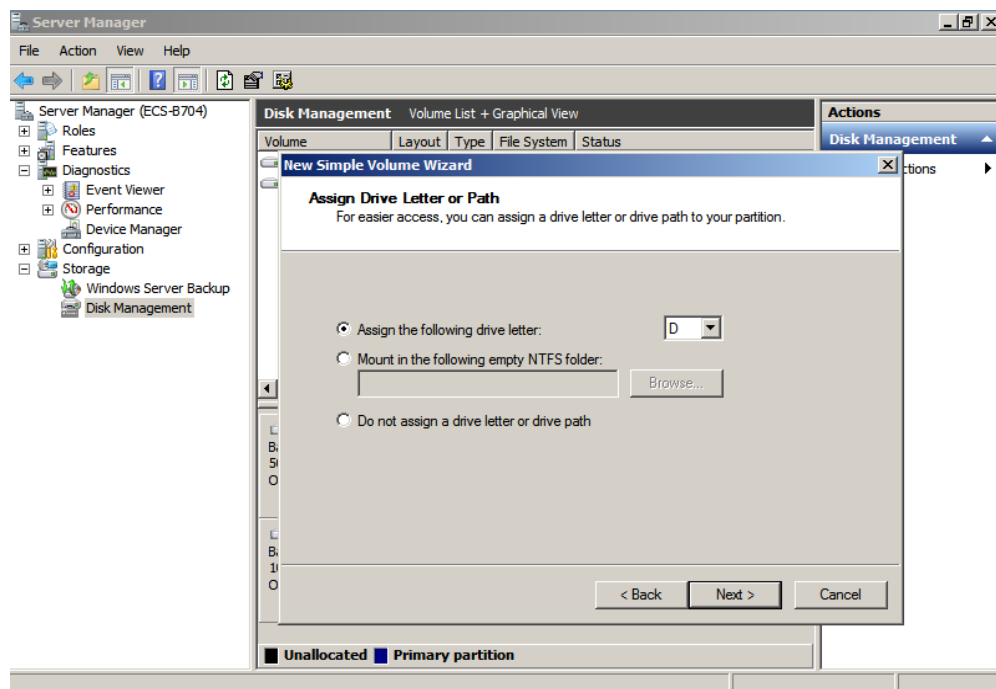 Server Manager
File Action View Help
Server Manager (ECS-B704)
Roles
Features
Diagnostics
Event Viewer
Performance
Device Manager
Configuration
Storage
Windows Server Backup
Disk Management
Disk Management Volume List + Graphical View
Volume Layout Type File System Status
Actions
Disk Management
New Simple Volume Wizard
Assign Drive Letter or Path
For easier access, you can assign a drive letter or drive path to your partition.
Assign the following drive letter: D
Mount in the following empty NTFS folder:
Browse...
Do not assign a drive letter or drive path
< Back Next > Cancel
Unallocated Primary partition